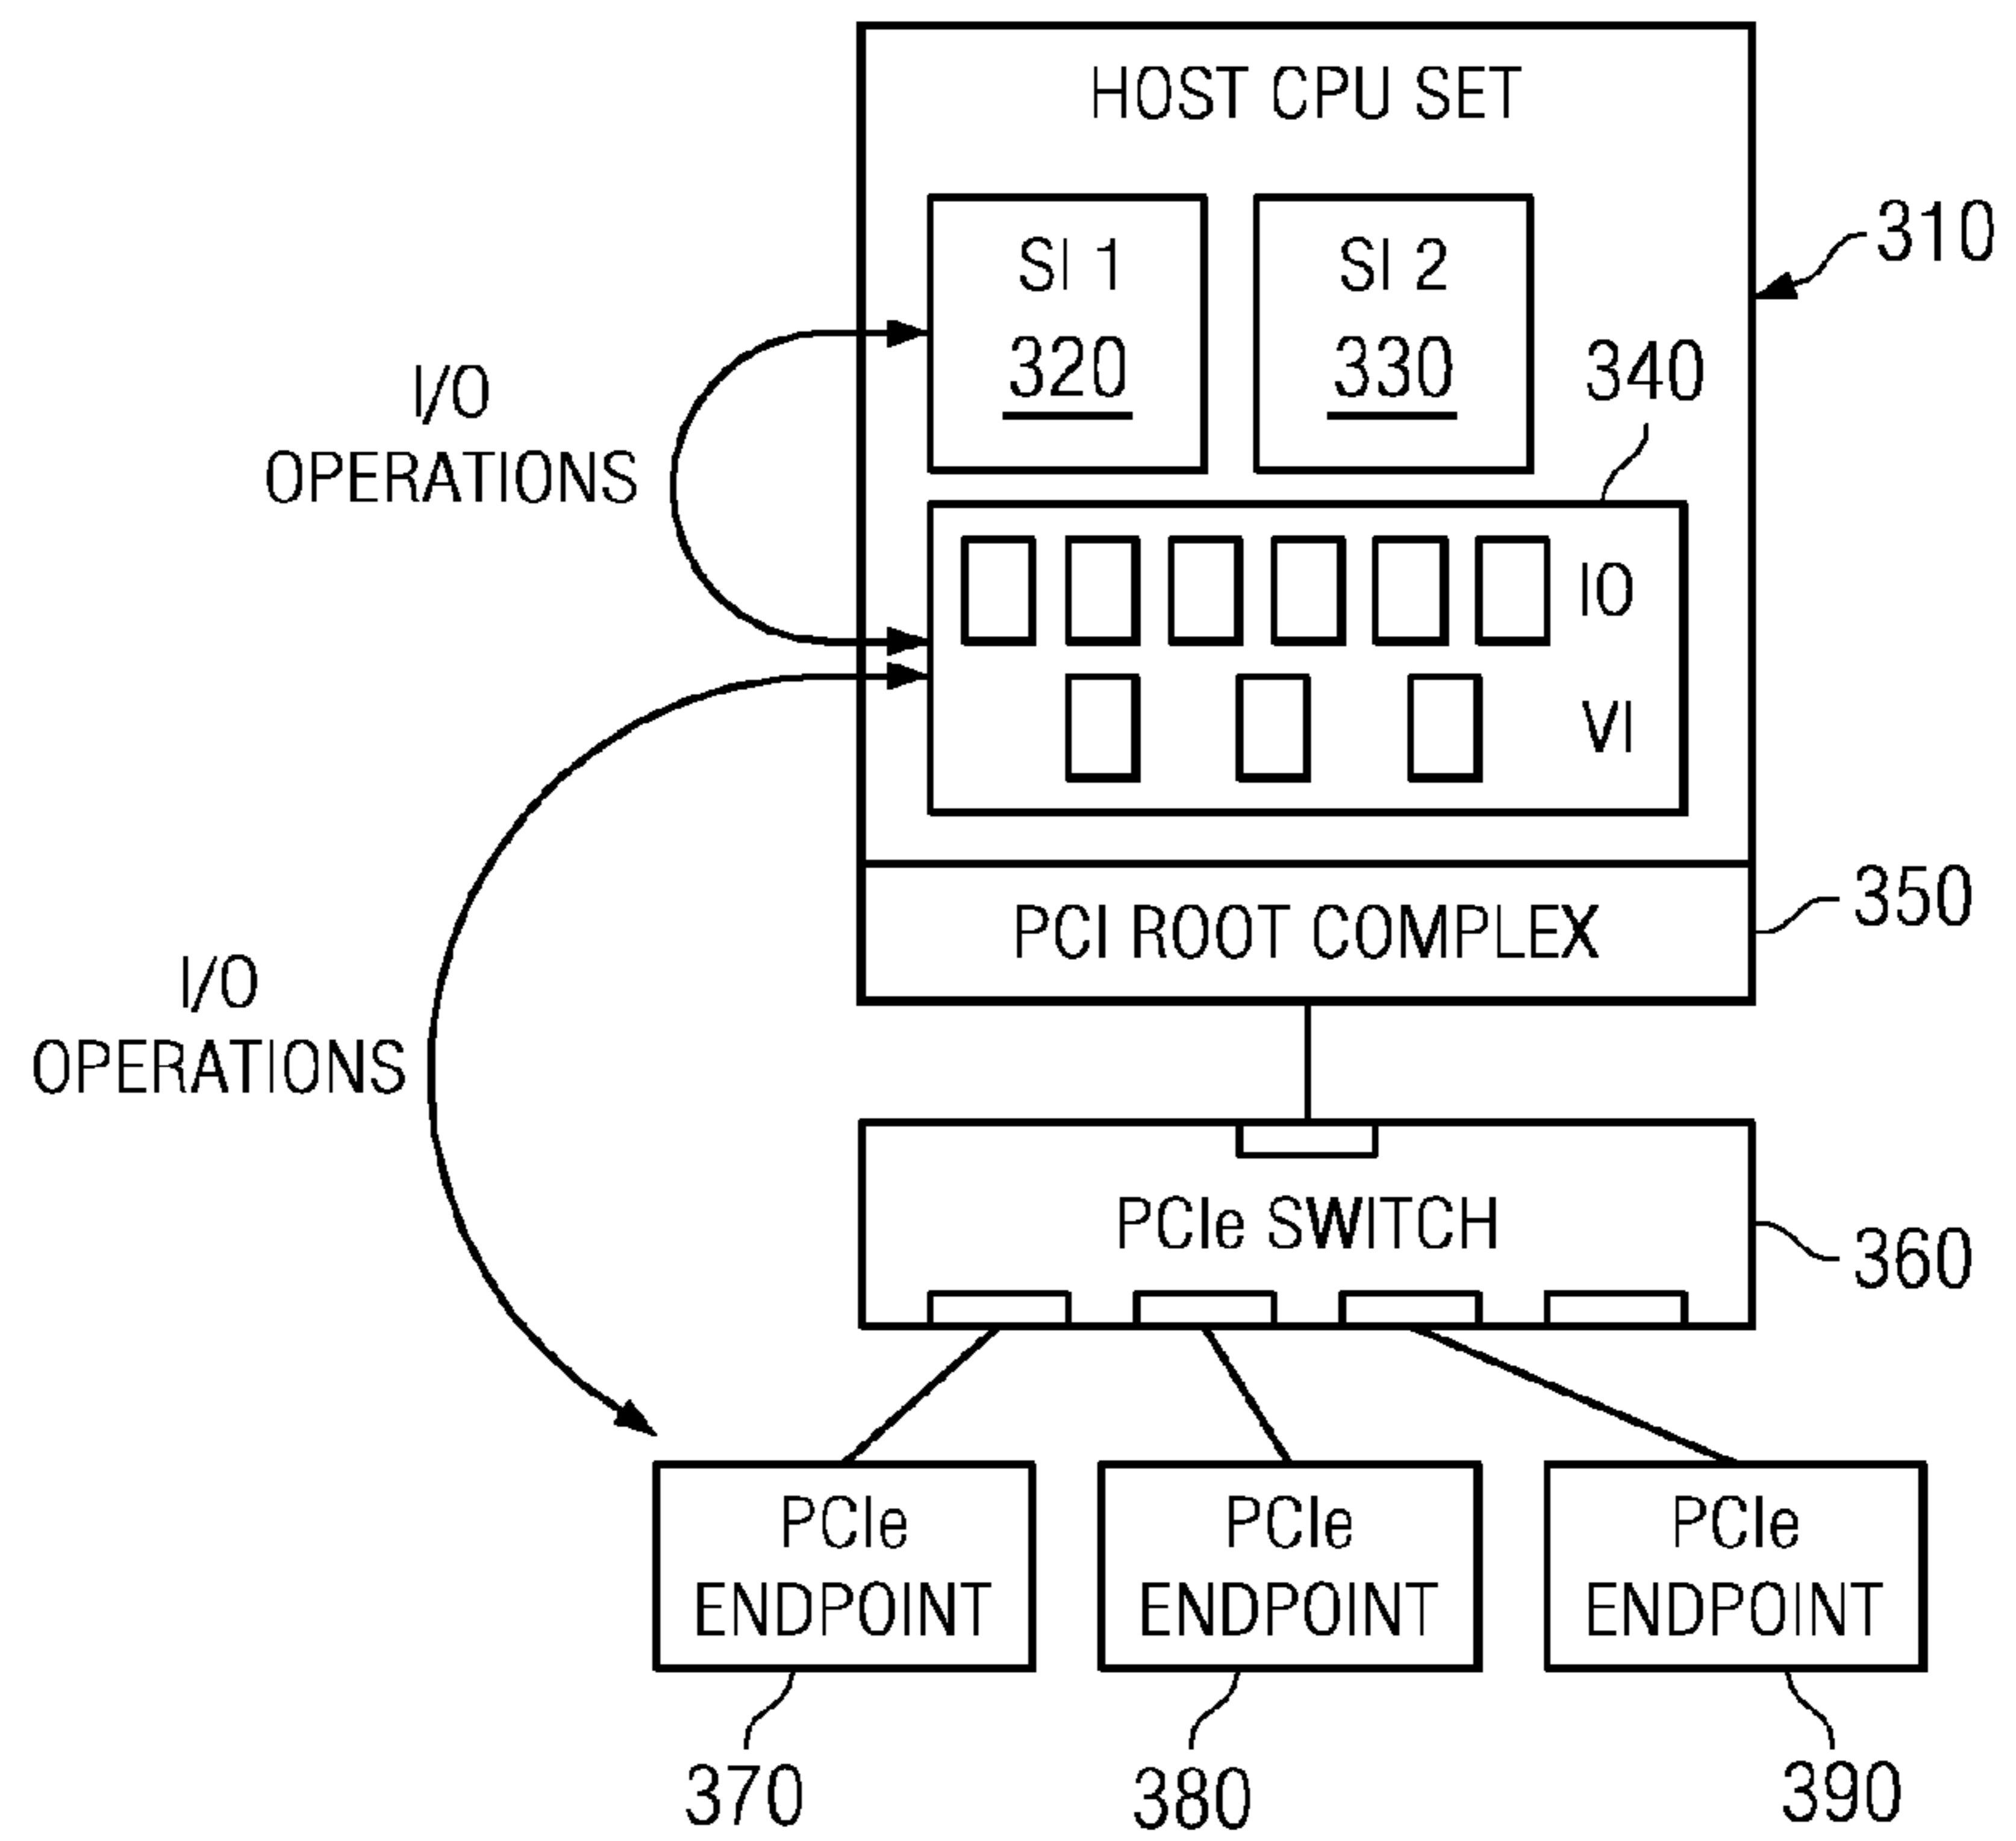 HOST CPU SET
310
SI 1
320
SI 2
330
340
I/O
OPERATIONS
IO
VI
PCI ROOT COMPLEX
350
I/O
OPERATIONS
PCIe SWITCH
360
PCIe
ENDPOINT
PCIe
ENDPOINT
PCIe
ENDPOINT
370
380
390